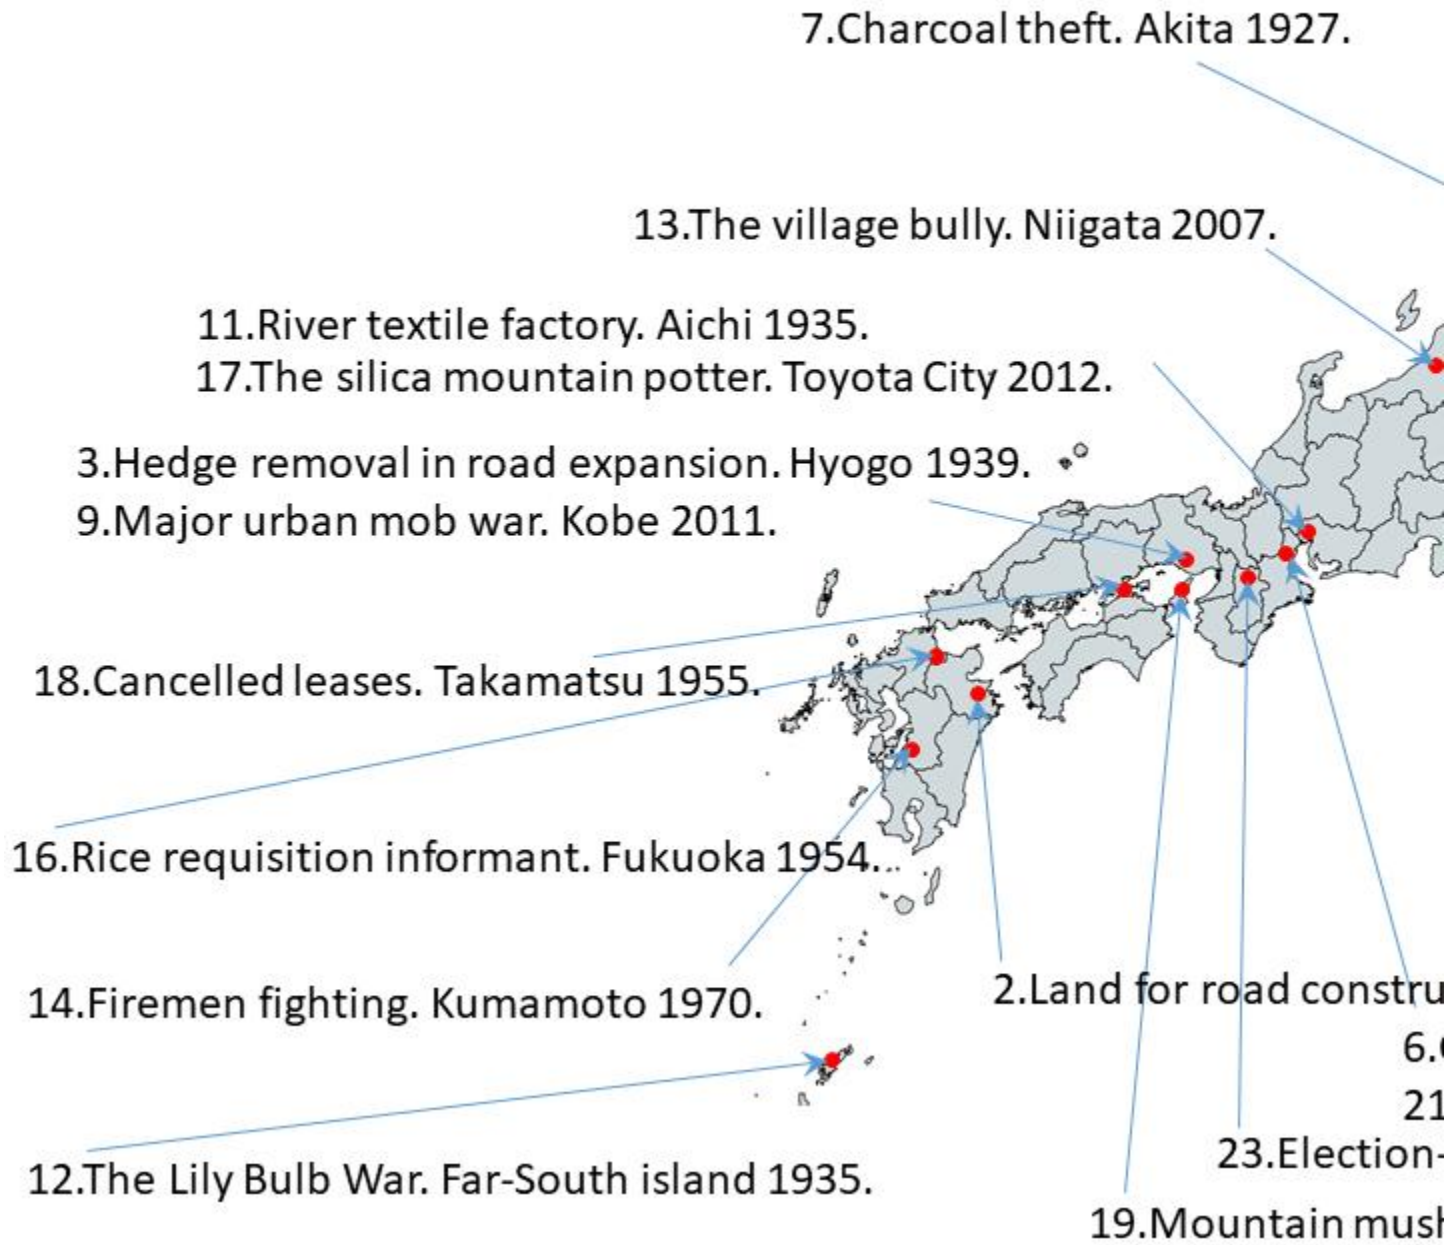 7.Charcoal theft. Akita 1927.
13.The village bully. Niigata 2007.
11.River textile factory. Aichi 1935.
17.The silica mountain potter. Toyota City 2012.
3.Hedge removal in road expansion. Hyogo 1939.
9.Major urban mob war. Kobe 2011.
18.Cancelled leases. Takamatsu 1955.
16.Rice requisition informant. Fukuoka 1954.
14.Firemen fighting. Kumamoto 1970.
2.Land for road constru
6.
21
23.Election-
12.The Lily Bulb War. Far-South island 1935.
19.Mountain mush